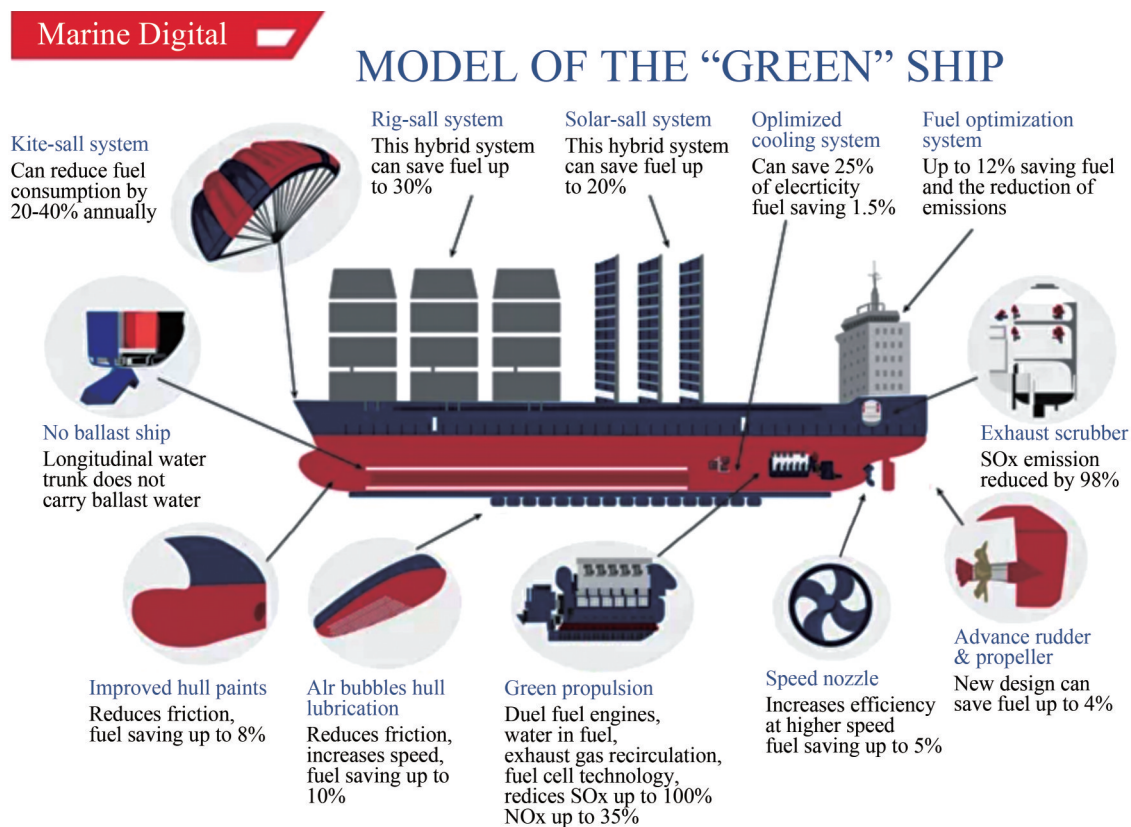 Marine Digital
MODEL OF THE “GREEN” SHIP
Kite-sall system
Can reduce fuel
consumption by
20-40% annually
Rig-sall system
This hybrid system
can save fuel up
to 30%
Solar-sall system
This hybrid system
can save fuel up
to 20%
Oplimized
cooling system
Can save 25%
of elecrticity
fuel saving 1.5%
Fuel optimization
system
Up to 12% saving fuel
and the reduction of
emissions
No ballast ship
Longitudinal water
trunk does not
carry ballast water
Exhaust scrubber
SOx emission
reduced by 98%
Improved hull paints
Reduces friction,
fuel saving up to 8%
Alr bubbles hull
lubrication
Reduces friction,
increases speed,
fuel saving up to
10%
Green propulsion
Duel fuel engines,
water in fuel,
exhaust gas recirculation,
fuel cell technology,
redices SOx up to 100%
NOx up to 35%
Speed nozzle
Increases efficiency
at higher speed
fuel saving up to 5%
Advance rudder
& propeller
New design can
save fuel up to 4%